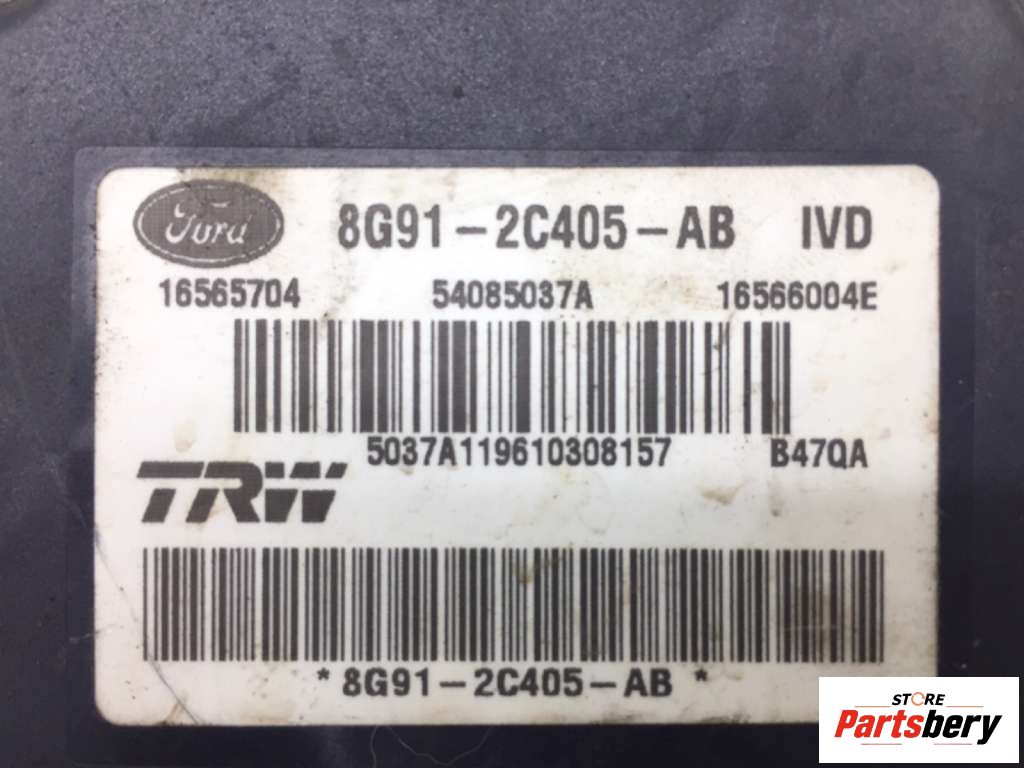 Ford 8G91-2C405-AB IVD
16565704 54085037A 16566004E
5037A119610308157 B47QA
TRW
*8G91-2C405-AB*
STORE
Partsbery